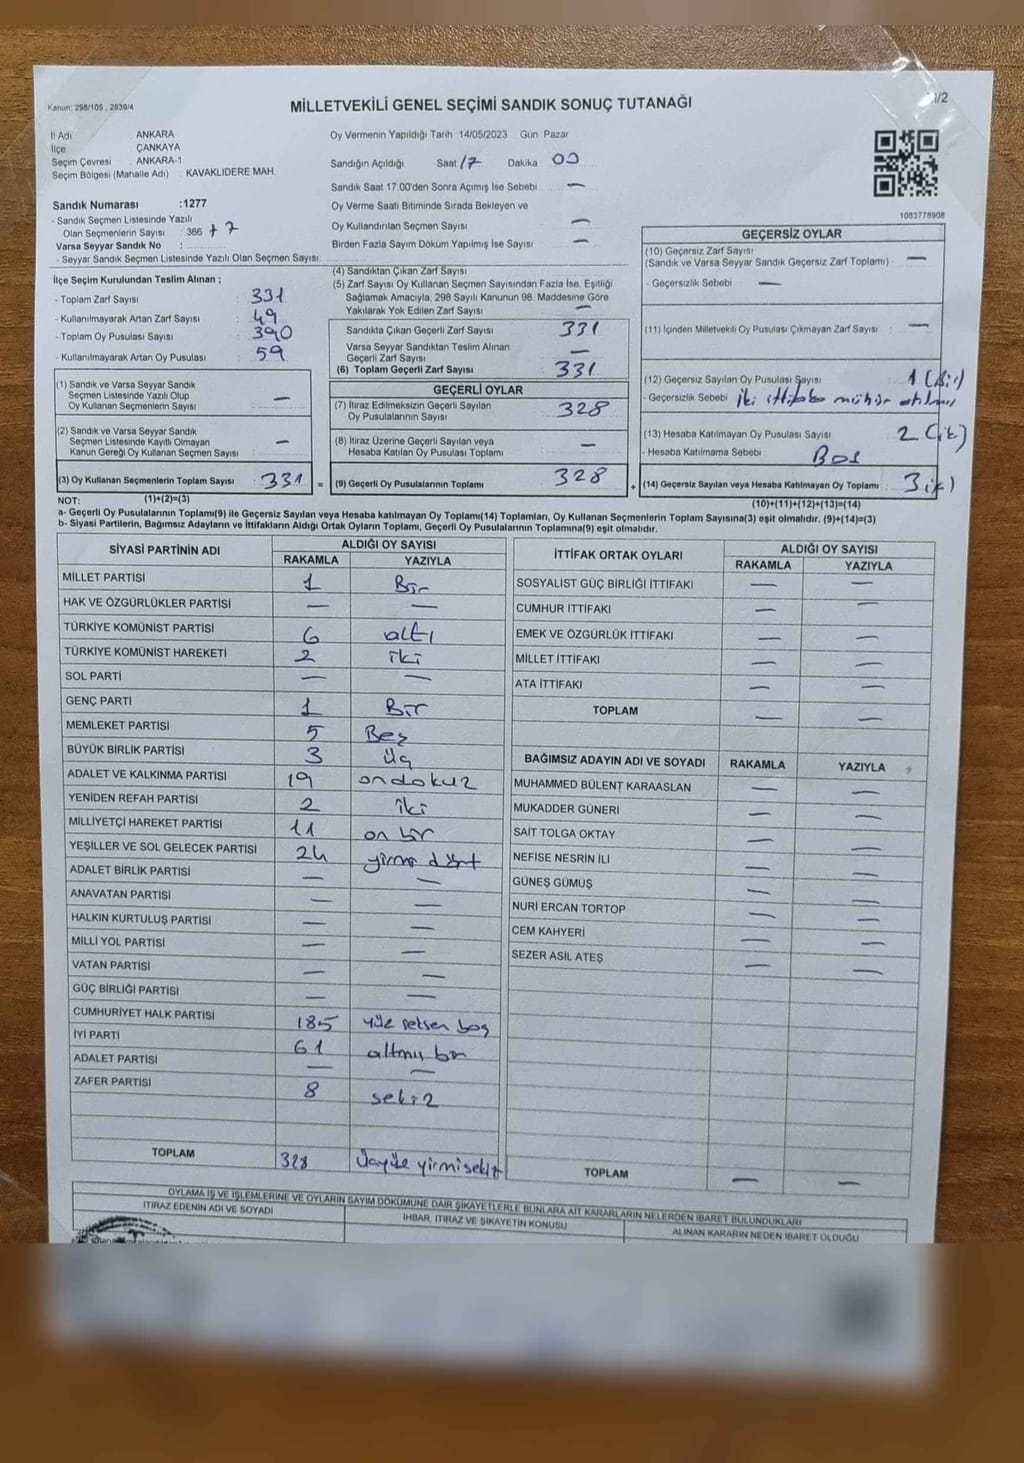 Kanun: 298/105 , 2839/4
MİLLETVEKİLİ GENEL SEÇİMİ SANDIK SONUÇ TUTANAĞI
1/2
İl Adı : ANKARA
İlçe : ÇANKAYA
Seçim Çevresi : ANKARA-1
Seçim Bölgesi (Mahalle Adı) : KAVAKLIDERE MAH.
Oy Vermenin Yapıldığı Tarih :14/05/2023 Gün: Pazar
Sandığın Açıldığı Saat 17 Dakika 00
Sandık Saat 17.00'den Sonra Açımış İse Sebebi : —
Oy Verme Saati Bitiminde Sırada Bekleyen ve
Oy Kullandırılan Seçmen Sayısı : —
Birden Fazla Sayım Döküm Yapılmış İse Sayısı : —
1083778908
Sandık Numarası :1277
- Sandık Seçmen Listesinde Yazılı
Olan Seçmenlerin Sayısı : 366 + 7
Varsa Seyyar Sandık No :
- Seyyar Sandık Seçmen Listesinde Yazılı Olan Seçmen Sayısı.
İlçe Seçim Kurulundan Teslim Alınan ;
- Toplam Zarf Sayısı : 331
- Kullanılmayarak Artan Zarf Sayısı : 49
- Toplam Oy Pusulası Sayısı : 390
- Kullanılmayarak Artan Oy Pusulası : 59
(4) Sandıktan Çıkan Zarf Sayısı
(5) Zarf Sayısı Oy Kullanan Seçmen Sayısından Fazla İse, Eşitliği
Sağlamak Amacıyla, 298 Sayılı Kanunun 98. Maddesine Göre
Yakılarak Yok Edilen Zarf Sayısı : —
Sandıkta Çıkan Geçerli Zarf Sayısı : 331
Varsa Seyyar Sandıktan Teslim Alınan
Geçerli Zarf Sayısı : —
(6) Toplam Geçerli Zarf Sayısı : 331
GEÇERSİZ OYLAR
(10) Geçersiz Zarf Sayısı
(Sandık ve Varsa Seyyar Sandık Geçersiz Zarf Toplamı) : —
- Geçersizlik Sebebi : —
(11) İçinden Milletvekili Oy Pusulası Çıkmayan Zarf Sayısı : —
(12) Geçersiz Sayılan Oy Pusulası Sayısı : 1 (Bir)
- Geçersizlik Sebebi : iki ittifaka mühür atılmış
(13) Hesaba Katılmayan Oy Pusulası Sayısı : 2 (iki)
- Hesaba Katılmama Sebebi : Boş
(14) Geçersiz Sayılan veya Hesaba Katılmayan Oy Toplamı : 3
(10)+(11)+(12)+(13)=(14)
(1) Sandık ve Varsa Seyyar Sandık
Seçmen Listesinde Yazılı Olup
Oy Kullanan Seçmenlerin Sayısı : —
(2) Sandık ve Varsa Seyyar Sandık
Seçmen Listesinde Kayıtlı Olmayan
Kanun Gereği Oy Kullanan Seçmen Sayısı : —
(3) Oy Kullanan Seçmenlerin Toplam Sayısı : 331 =
(1)+(2)=(3)
GEÇERLİ OYLAR
(7) İtiraz Edilmeksizin Geçerli Sayılan
Oy Pusulalarının Sayısı : 328
(8) İtiraz Üzerine Geçerli Sayılan veya
Hesaba Katılan Oy Pusulası Toplamı : —
(9) Geçerli Oy Pusulalarının Toplamı : 328 +
NOT:
a- Geçerli Oy Pusulalarının Toplamı(9) ile Geçersiz Sayılan veya Hesaba katılmayan Oy Toplamı(14) Toplamları, Oy Kullanan Seçmenlerin Toplam Sayısına(3) eşit olmalıdır. (9)+(14)=(3)
b- Siyasi Partilerin, Bağımsız Adayların ve İttifakların Aldığı Ortak Oyların Toplamı, Geçerli Oy Pusulalarının Toplamına(9) eşit olmalıdır.
SİYASİ PARTİNİN ADI ALDIĞI OY SAYISI
RAKAMLA YAZIYLA
MİLLET PARTİSİ 1 Bir
HAK VE ÖZGÜRLÜKLER PARTİSİ — —
TÜRKİYE KOMÜNİST PARTİSİ 6 altı
TÜRKİYE KOMÜNİST HAREKETİ 2 iki
SOL PARTİ — —
GENÇ PARTİ 1 Bir
MEMLEKET PARTİSİ 5 Beş
BÜYÜK BİRLİK PARTİSİ 3 üç
ADALET VE KALKINMA PARTİSİ 19 ondokuz
YENİDEN REFAH PARTİSİ 2 iki
MİLLİYETÇİ HAREKET PARTİSİ 11 on bir
YEŞİLLER VE SOL GELECEK PARTİSİ 24 yirmi dört
ADALET BİRLİK PARTİSİ — —
ANAVATAN PARTİSİ — —
HALKIN KURTULUŞ PARTİSİ — —
MİLLİ YOL PARTİSİ — —
VATAN PARTİSİ — —
GÜÇ BİRLİĞİ PARTİSİ — —
CUMHURİYET HALK PARTİSİ 185 yüz seksen beş
İYİ PARTİ 61 altmış bir
ADALET PARTİSİ — —
ZAFER PARTİSİ 8 sekiz
TOPLAM 328 Üçyüz yirmisekiz
İTTİFAK ORTAK OYLARI ALDIĞI OY SAYISI
RAKAMLA YAZIYLA
SOSYALİST GÜÇ BİRLİĞİ İTTİFAKI — —
CUMHUR İTTİFAKI — —
EMEK VE ÖZGÜRLÜK İTTİFAKI — —
MİLLET İTTİFAKI — —
ATA İTTİFAKI — —
TOPLAM — —
BAĞIMSIZ ADAYIN ADI VE SOYADI RAKAMLA YAZIYLA
MUHAMMED BÜLENT KARAASLAN — —
MUKADDER GÜNERİ — —
SAİT TOLGA OKTAY — —
NEFİSE NESRİN İLİ — —
GÜNEŞ GÜMÜŞ — —
NURİ ERCAN TORTOP — —
CEM KAHYERİ — —
SEZER ASİL ATEŞ — —
TOPLAM — —
OYLAMA İŞ VE İŞLEMLERİNE VE OYLARIN SAYIM DÖKÜMÜNE DAİR ŞİKAYETLERLE BUNLARA AİT KARARLARIN NELERDEN İBARET BULUNDUKLARI
İTİRAZ EDENİN ADI VE SOYADI
İHBAR, İTİRAZ VE ŞİKAYETİN KONUSU
ALINAN KARARIN NEDEN İBARET OLDUĞU